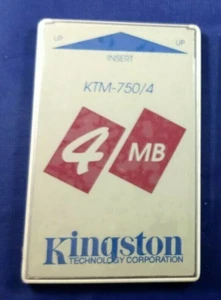 UP UP
INSERT
KTM-750/4
4 MB
Kingston
TECHNOLOGY CORPORATION